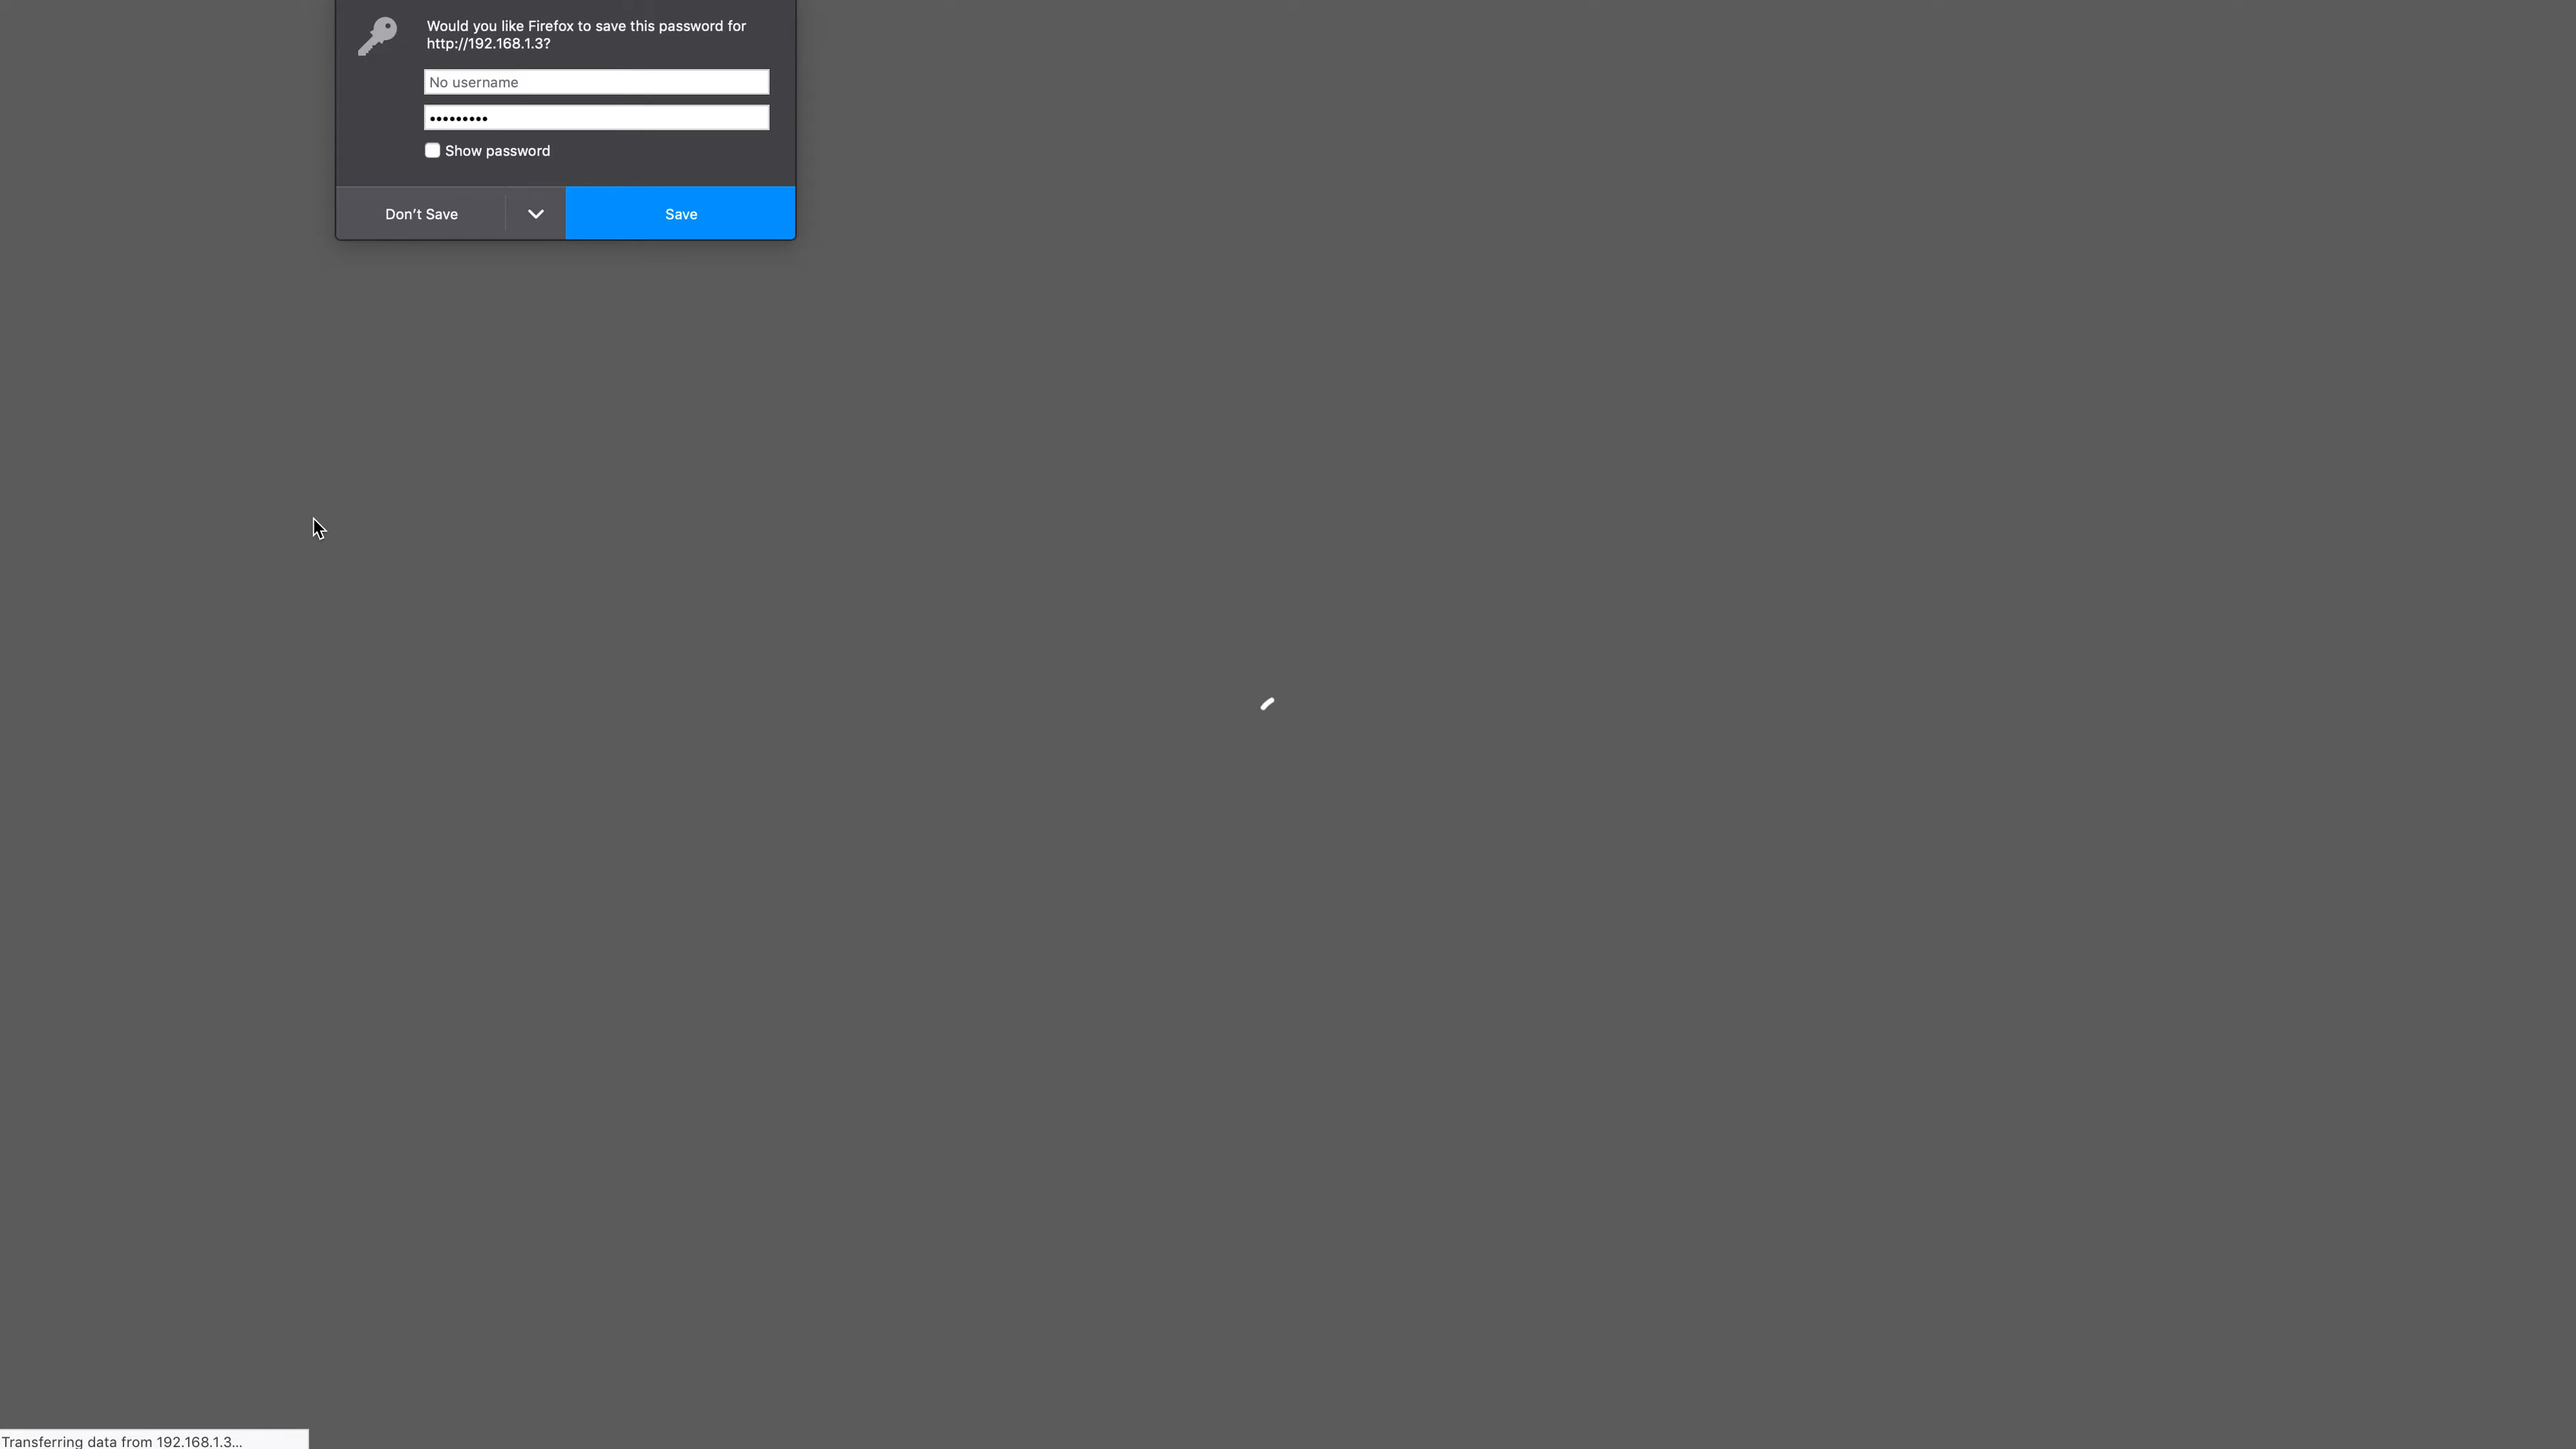 Would you like Firefox to save this password for
http://192.168.1.3?
No username
•••••••••
Show password
Don’t Save
Save
Transferring data from 192.168.1.3...